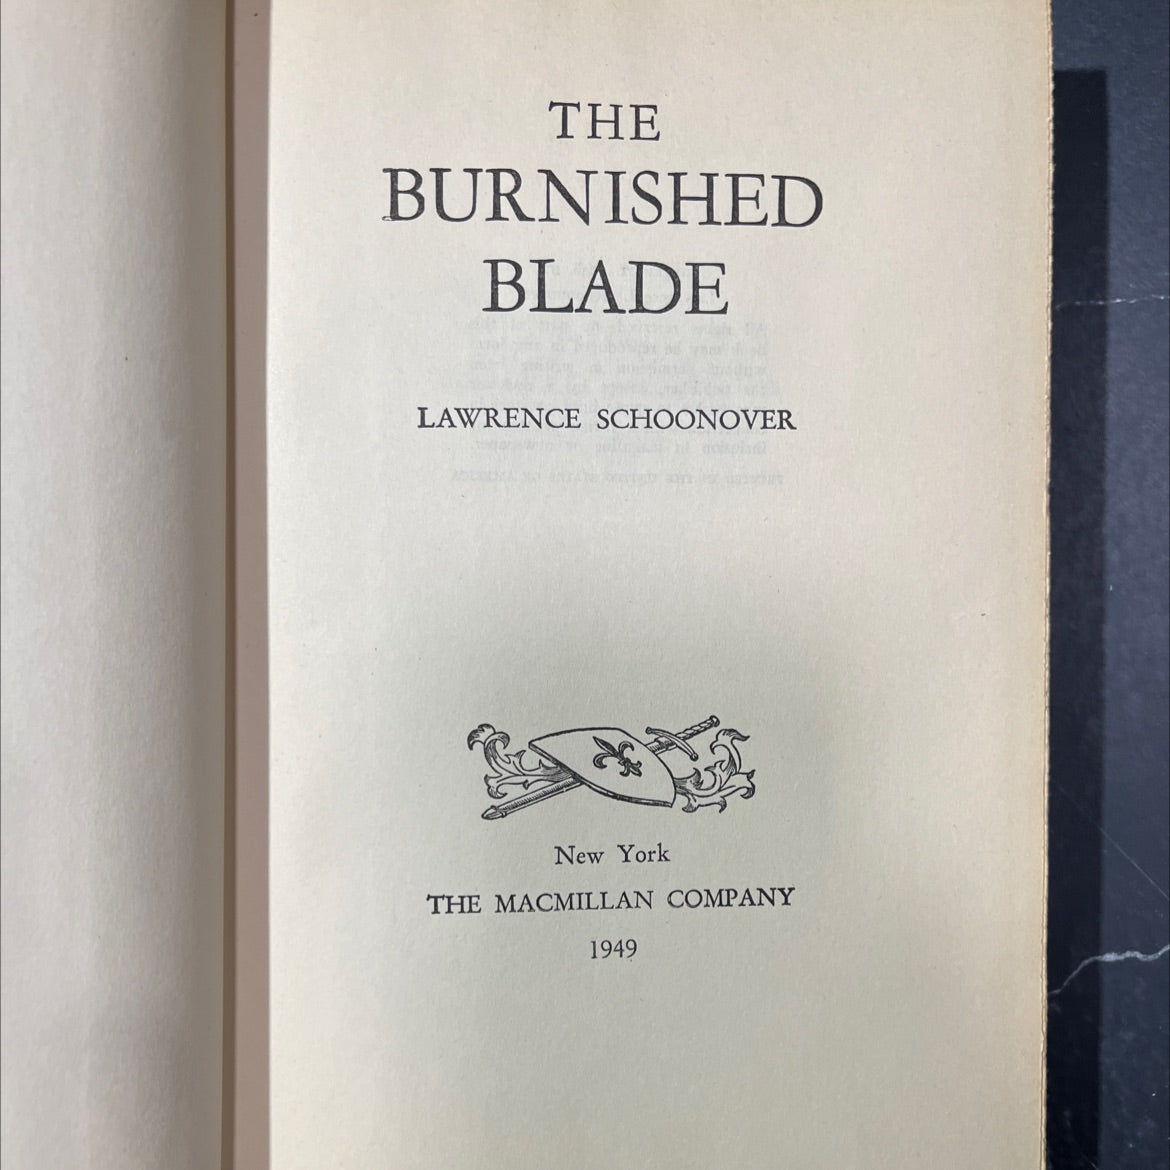 THE
BURNISHED
BLADE
LAWRENCE SCHOONOVER
New York
THE MACMILLAN COMPANY
1949